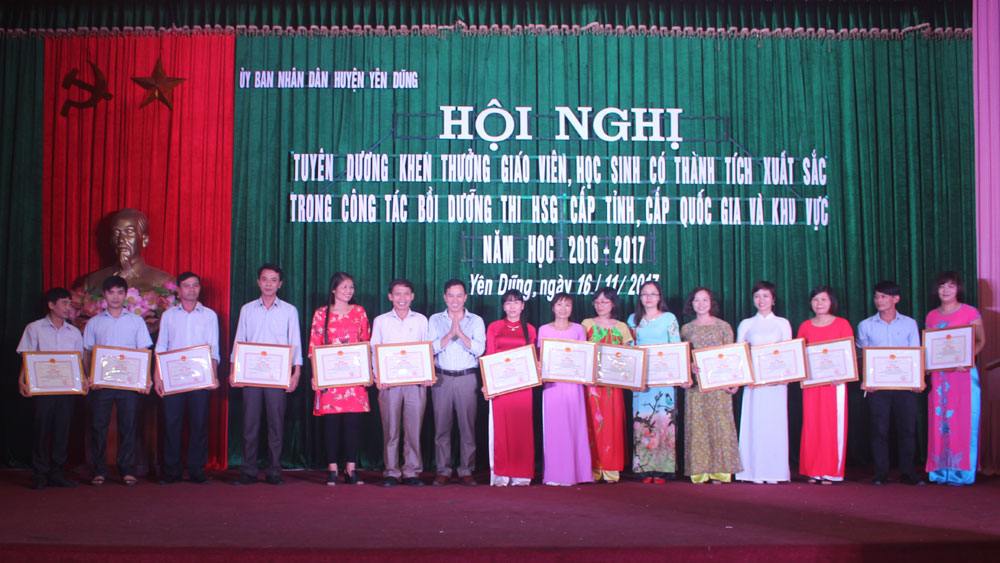 ỦY BAN NHÂN DÂN HUYỆN YÊN DŨNG
HỘI NGHỊ
TUYÊN DƯƠNG KHEN THƯỞNG GIÁO VIÊN, HỌC SINH CÓ THÀNH TÍCH XUẤT SẮC
TRONG CÔNG TÁC BỒI DƯỠNG THI HSG CẤP TỈNH, CẤP QUỐC GIA VÀ KHU VỰC
NĂM HỌC 2016 - 2017
Yên Dũng, ngày 16/11/2017